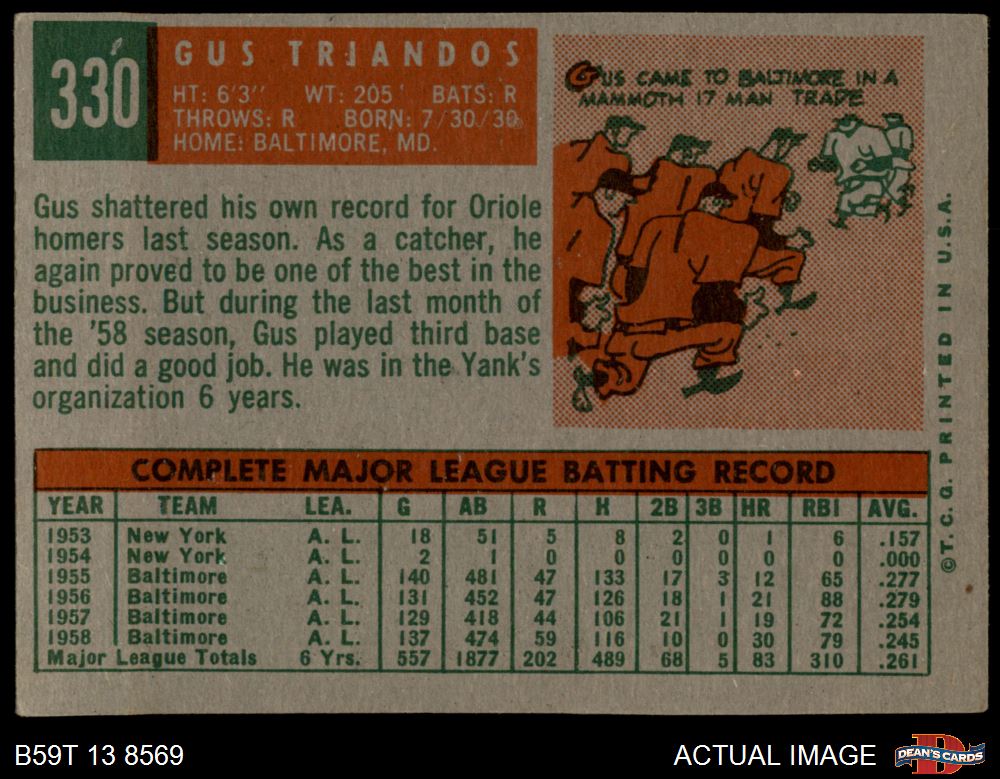 330
GUS TRIANDOS
HT: 6'3" WT: 205 BATS: R
THROWS: R BORN: 7/30/30
HOME: BALTIMORE, MD.
GUS CAME TO BALTIMORE IN A
MAMMOTH 17 MAN TRADE
Gus shattered his own record for Oriole
homers last season. As a catcher, he
again proved to be one of the best in the
business. But during the last month of
the '58 season, Gus played third base
and did a good job. He was in the Yank's
organization 6 years.
©T. C. G. PRINTED IN U.S.A.
COMPLETE MAJOR LEAGUE BATTING RECORD
YEAR TEAM LEA. G AB R H 2B 3B HR RBI AVG.
1953 New York A. L. 18 51 5 8 2 0 1 6 .157
1954 New York A. L. 2 1 0 0 0 0 0 0 .000
1955 Baltimore A. L. 140 481 47 133 17 3 12 65 .277
1956 Baltimore A. L. 131 452 47 126 18 1 21 88 .279
1957 Baltimore A. L. 129 418 44 106 21 1 19 72 .254
1958 Baltimore A. L. 137 474 59 116 10 0 30 79 .245
Major League Totals 6 Yrs. 557 1877 202 489 68 5 83 310 .261
B59T 13 8569
ACTUAL IMAGE
DEAN'S CARDS